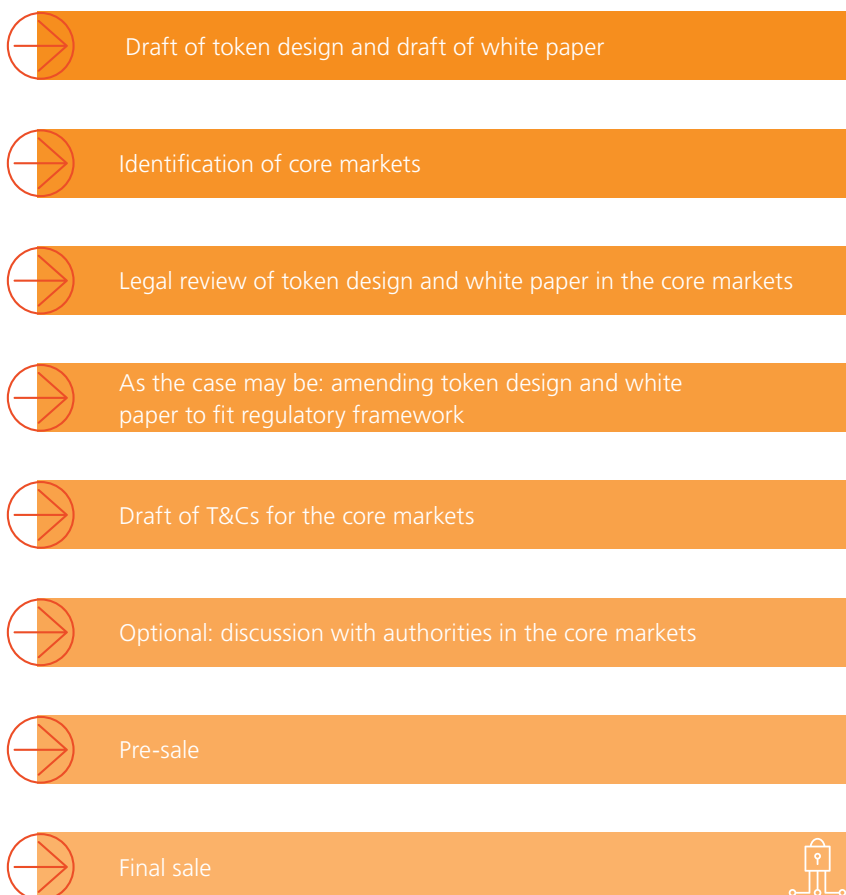 Draft of token design and draft of white paper
Identification of core markets
Legal review of token design and white paper in the core markets
As the case may be: amending token design and white
paper to fit regulatory framework
Draft of T&Cs for the core markets
Optional: discussion with authorities in the core markets
Pre-sale
Final sale